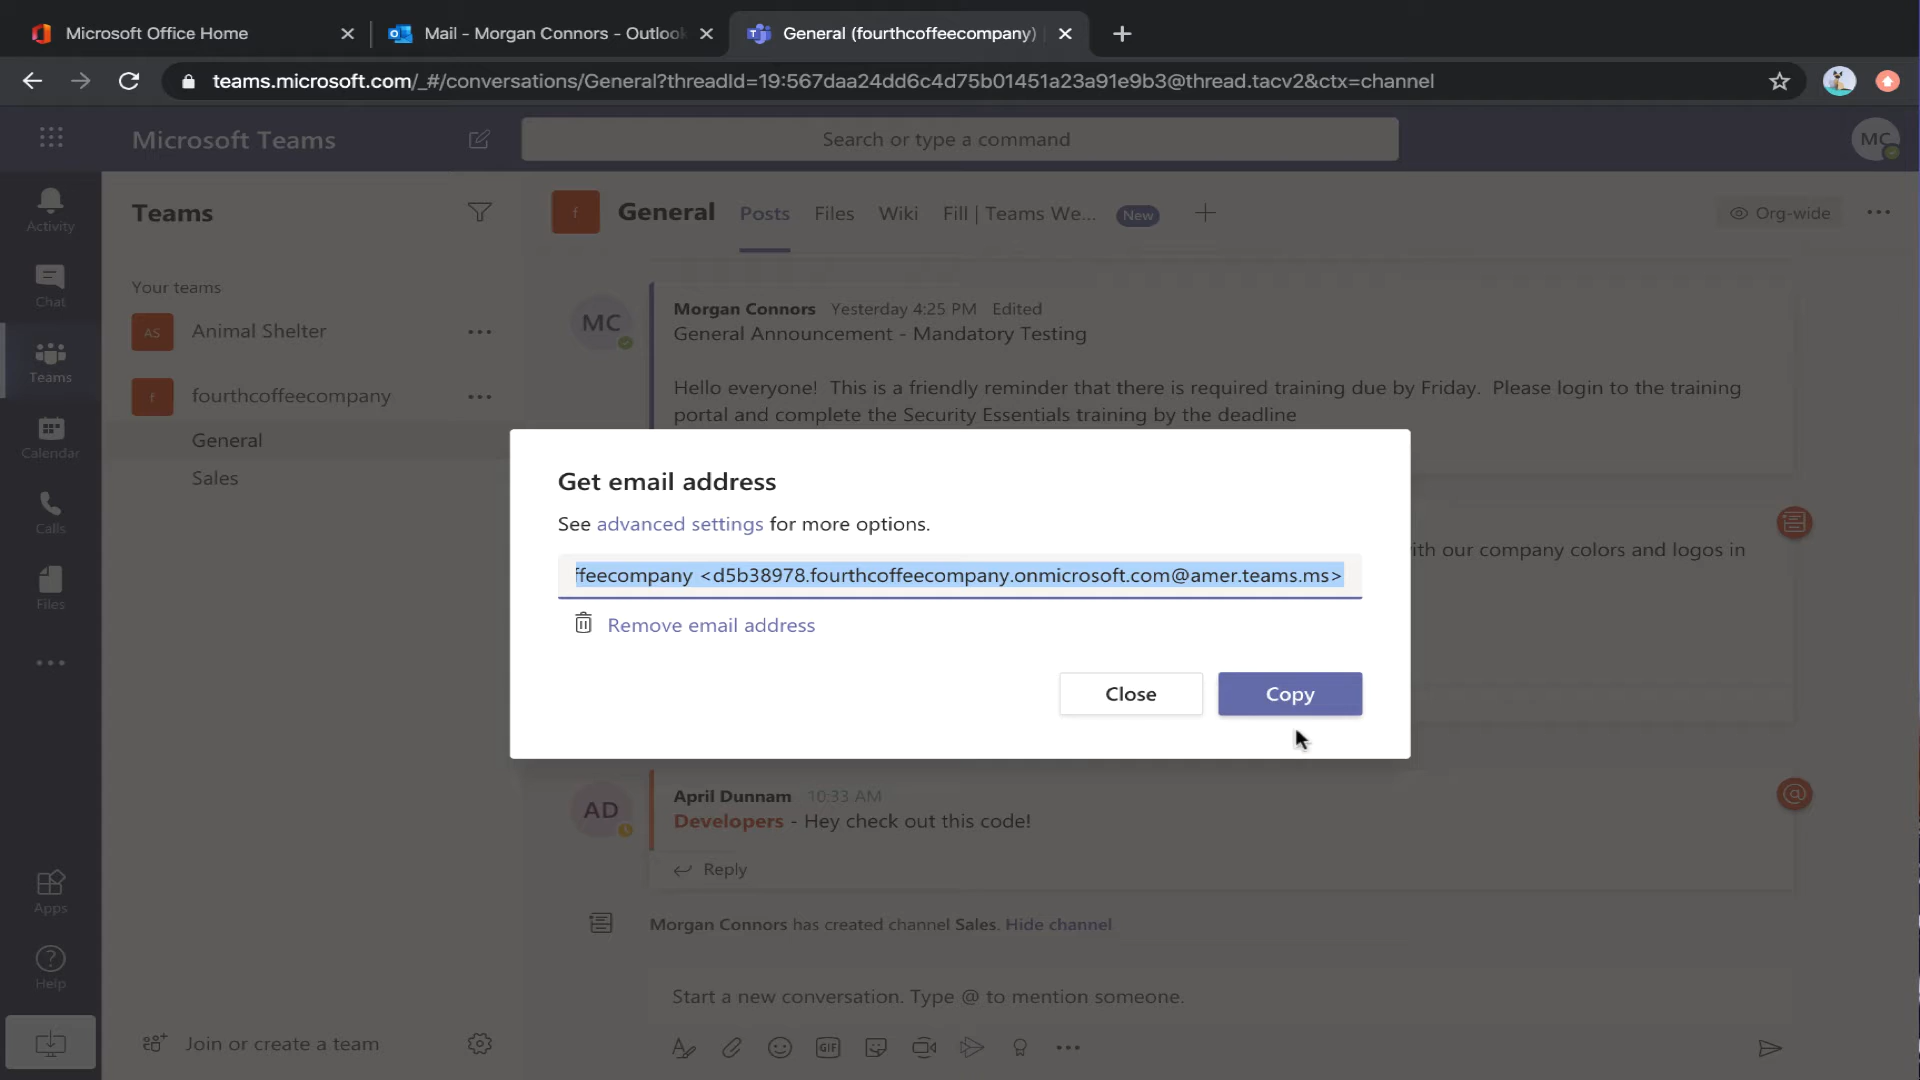 Microsoft Office Home
Mail - Morgan Connors - Outlook
General (fourthcoffeecompany)
teams.microsoft.com/_#/conversations/General?threadId=19:567daa24dd6c4d75b01451a23a91e9b3@thread.tacv2&ctx=channel
Microsoft Teams
Search or type a command
MC
Activity
Chat
Teams
Calendar
Calls
Files
Apps
Help
Teams
Your teams
AS Animal Shelter
f fourthcoffeecompany
General
Sales
Join or create a team
f General Posts Files Wiki Fill | Teams We... New
Org-wide
MC
Morgan Connors Yesterday 4:25 PM Edited
General Announcement - Mandatory Testing
Hello everyone! This is a friendly reminder that there is required training due by Friday. Please login to the training
portal and complete the Security Essentials training by the deadline
with our company colors and logos in
Get email address
See advanced settings for more options.
ffeecompany <d5b38978.fourthcoffeecompany.onmicrosoft.com@amer.teams.ms>
Remove email address
Close
Copy
AD
April Dunnam 10:33 AM
Developers - Hey check out this code!
Reply
Morgan Connors has created channel Sales. Hide channel
Start a new conversation. Type @ to mention someone.
GIF